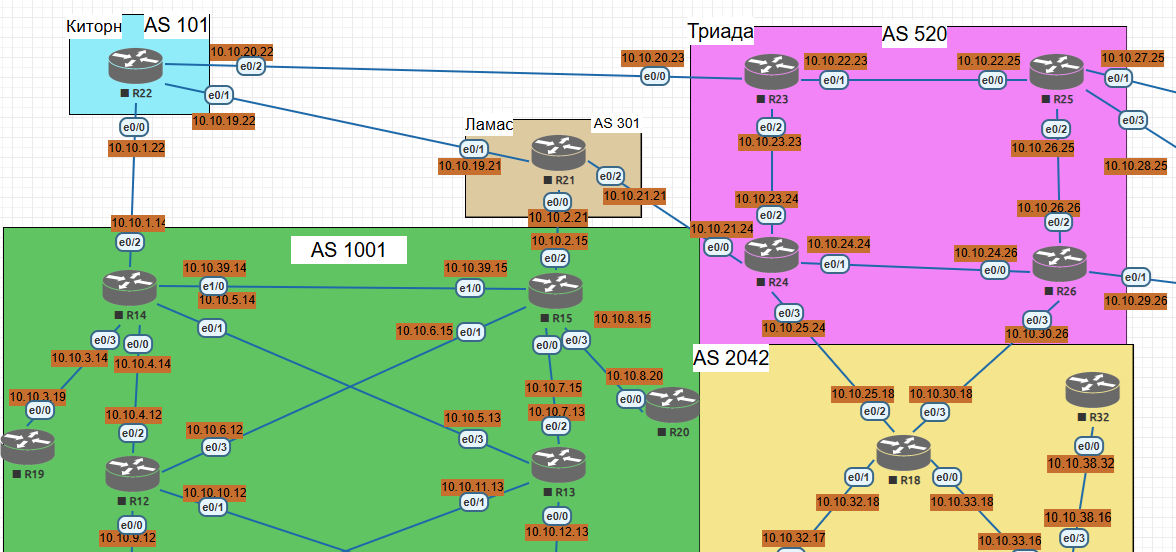 Киторн AS 101
10.10.20.22
e0/2
R22
e0/1
10.10.19.22
e0/0
10.10.1.22
Ламас AS 301
e0/1
10.10.19.21
R21
e0/2
10.10.21.21
e0/0
10.10.2.21
Триада AS 520
10.10.20.23
e0/0
R23
10.10.22.23
e0/1
e0/2
10.10.23.23
10.10.22.25
e0/0
R25
10.10.27.25
e0/1
e0/3
10.10.28.25
e0/2
10.10.26.25
10.10.23.24
e0/2
10.10.21.24
e0/0
R24
10.10.24.24
e0/1
e0/3
10.10.25.24
10.10.26.26
e0/2
10.10.24.26
e0/0
R26
e0/1
10.10.29.26
e0/3
10.10.30.26
AS 1001
10.10.1.14
e0/2
R14
10.10.39.14
e1/0
10.10.5.14
e0/1
e0/3
10.10.3.14
e0/0
10.10.4.14
10.10.2.15
e0/2
10.10.39.15
e1/0
R15
10.10.6.15
e0/1
e0/0
10.10.7.15
e0/3
10.10.8.15
10.10.8.20
e0/0
R20
10.10.3.19
e0/0
R19
10.10.4.12
e0/2
R12
10.10.6.12
e0/3
10.10.10.12
e0/1
e0/0
10.10.9.12
10.10.7.13
e0/2
10.10.5.13
e0/3
R13
10.10.11.13
e0/1
e0/0
10.10.12.13
AS 2042
10.10.25.18
e0/2
10.10.30.18
e0/3
R18
e0/1
10.10.32.18
e0/0
10.10.33.18
10.10.32.17
10.10.33.16
R32
e0/0
10.10.38.32
10.10.38.16
e0/3